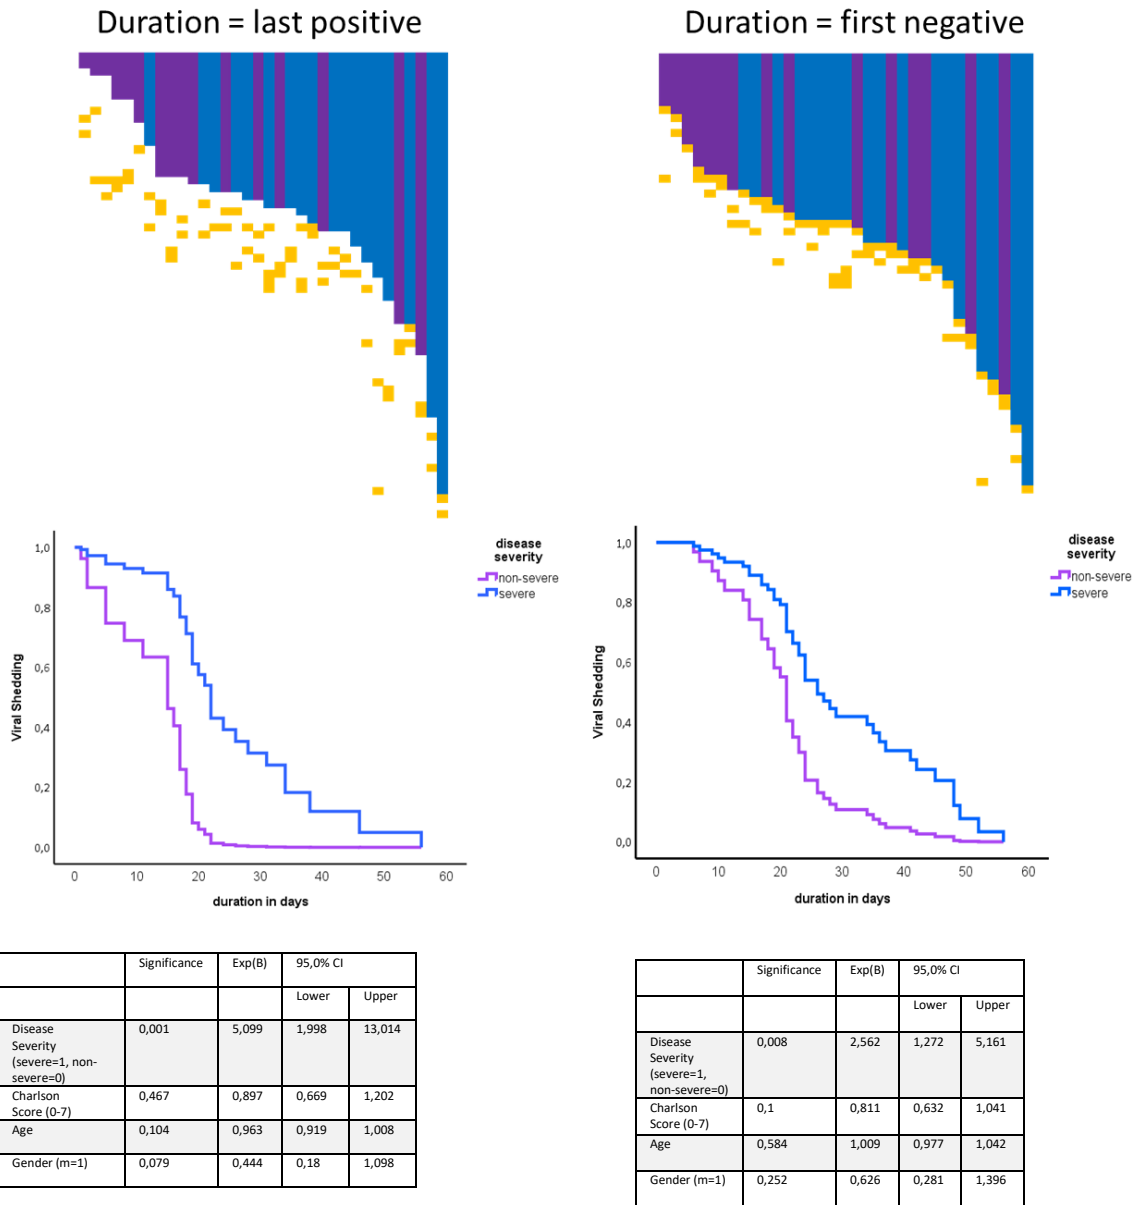 Duration = last positive
Duration = first negative
1,0
0,8
0,6
0,4
0,2
0,0
Viral Shedding
0 10 20 30 40 50 60
duration in days
disease
severity
non-severe
severe
1,0
0,8
0,6
0,4
0,2
0,0
Viral Shedding
0 10 20 30 40 50 60
duration in days
disease
severity
non-severe
severe
Significance Exp(B) 95,0% CI
Lower Upper
Disease 0,001 5,099 1,998 13,014
Severity
(severe=1, non-
severe=0)
Charlson 0,467 0,897 0,669 1,202
Score (0-7)
Age 0,104 0,963 0,919 1,008
Gender (m=1) 0,079 0,444 0,18 1,098
Significance Exp(B) 95,0% CI
Lower Upper
Disease 0,008 2,562 1,272 5,161
Severity
(severe=1,
non-severe=0)
Charlson 0,1 0,811 0,632 1,041
Score (0-7)
Age 0,584 1,009 0,977 1,042
Gender (m=1) 0,252 0,626 0,281 1,396